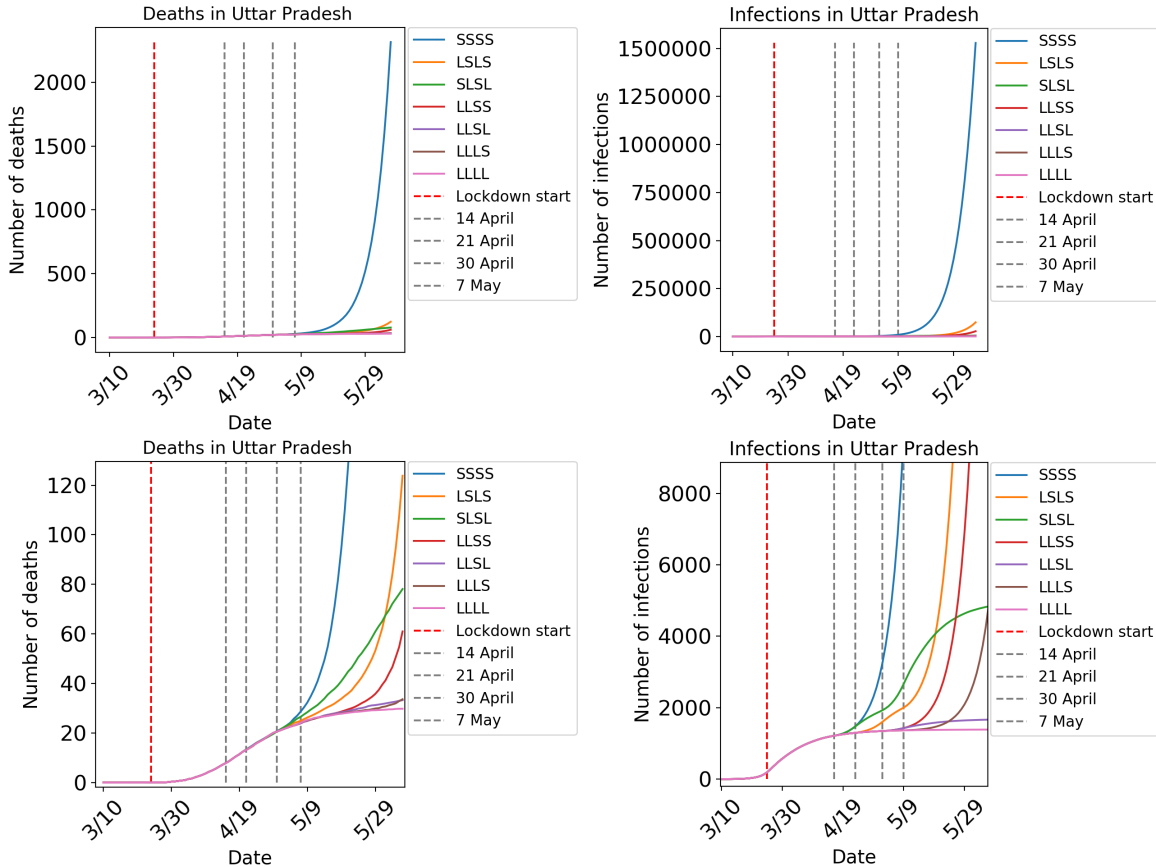 Deaths in Uttar Pradesh
Number of deaths
2000
1500
1000
500
0
3/10
3/30
4/19
5/9
5/29
Date
SSSS
LSLS
SLSL
LLSS
LLSL
LLLS
LLLL
Lockdown start
14 April
21 April
30 April
7 May
Infections in Uttar Pradesh
Number of infections
1500000
1250000
1000000
750000
500000
250000
0
3/10
3/30
4/19
5/9
5/29
Date
SSSS
LSLS
SLSL
LLSS
LLSL
LLLS
LLLL
Lockdown start
14 April
21 April
30 April
7 May
Deaths in Uttar Pradesh
Number of deaths
120
100
80
60
40
20
0
3/10
3/30
4/19
5/9
5/29
Date
SSSS
LSLS
SLSL
LLSS
LLSL
LLLS
LLLL
Lockdown start
14 April
21 April
30 April
7 May
Infections in Uttar Pradesh
Number of infections
8000
6000
4000
2000
0
3/10
3/30
4/19
5/9
5/29
Date
SSSS
LSLS
SLSL
LLSS
LLSL
LLLS
LLLL
Lockdown start
14 April
21 April
30 April
7 May